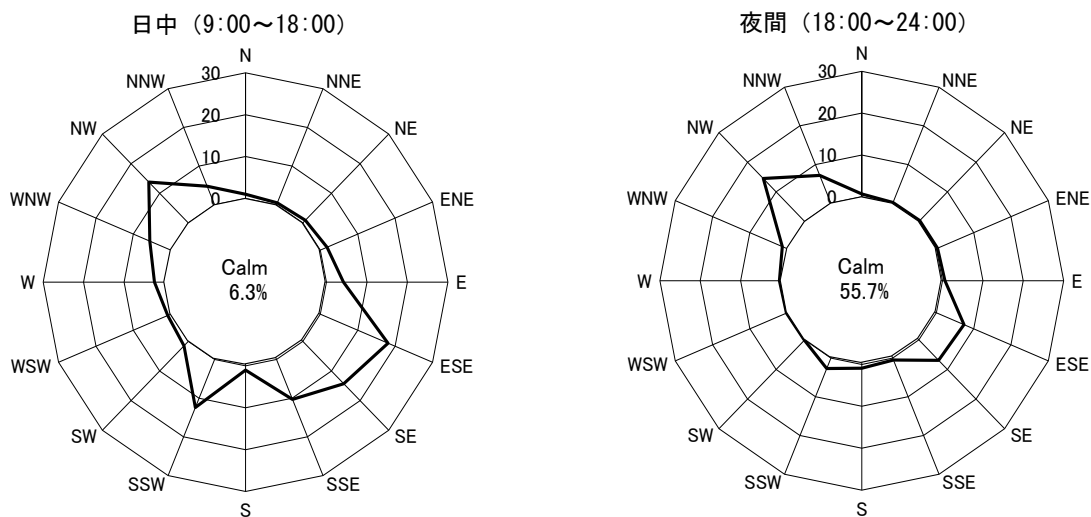 日中 (9:00～18:00)
N
NNE
NE
ENE
E
ESE
SE
SSE
S
SSW
SW
WSW
W
WNW
NW
NNW
30
20
10
0
Calm
6.3%
夜間 (18:00～24:00)
N
NNE
NE
ENE
E
ESE
SE
SSE
S
SSW
SW
WSW
W
WNW
NW
NNW
30
20
10
0
Calm
55.7%